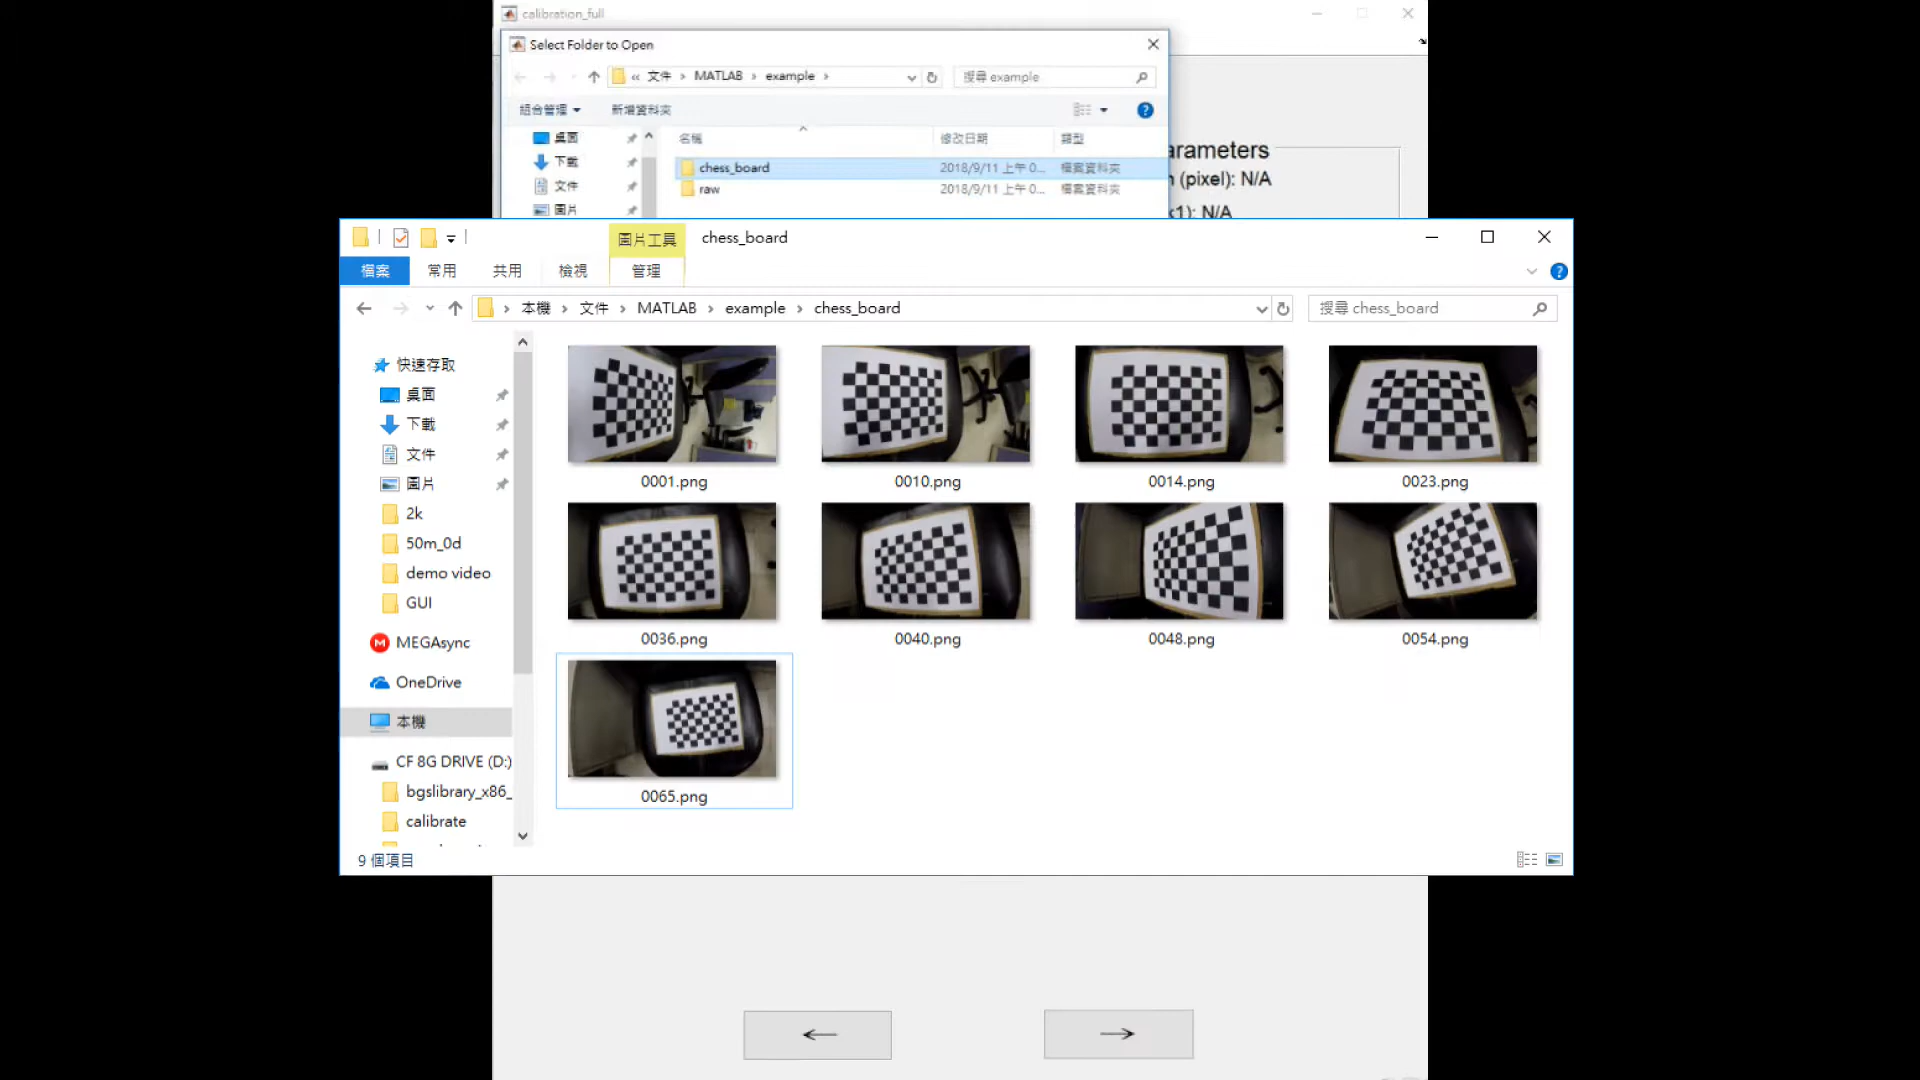 calibration_full
Select Folder to Open
« 文件 › MATLAB › example ›
搜尋 example
組合管理
新增資料夾
名稱
修改日期
類型
桌面
下載
文件
圖片
chess_board
2018/9/11 上午 0...
檔案資料夾
raw
2018/9/11 上午 0...
檔案資料夾
arameters
(pixel): N/A
k1): N/A
圖片工具
chess_board
檔案
常用
共用
檢視
管理
› 本機 › 文件 › MATLAB › example › chess_board
搜尋 chess_board
快速存取
桌面
下載
文件
圖片
2k
50m_0d
demo video
GUI
MEGAsync
OneDrive
本機
CF 8G DRIVE (D:)
bgslibrary_x86_
calibrate
0001.png
0010.png
0014.png
0023.png
0036.png
0040.png
0048.png
0054.png
0065.png
9 個項目
←
→